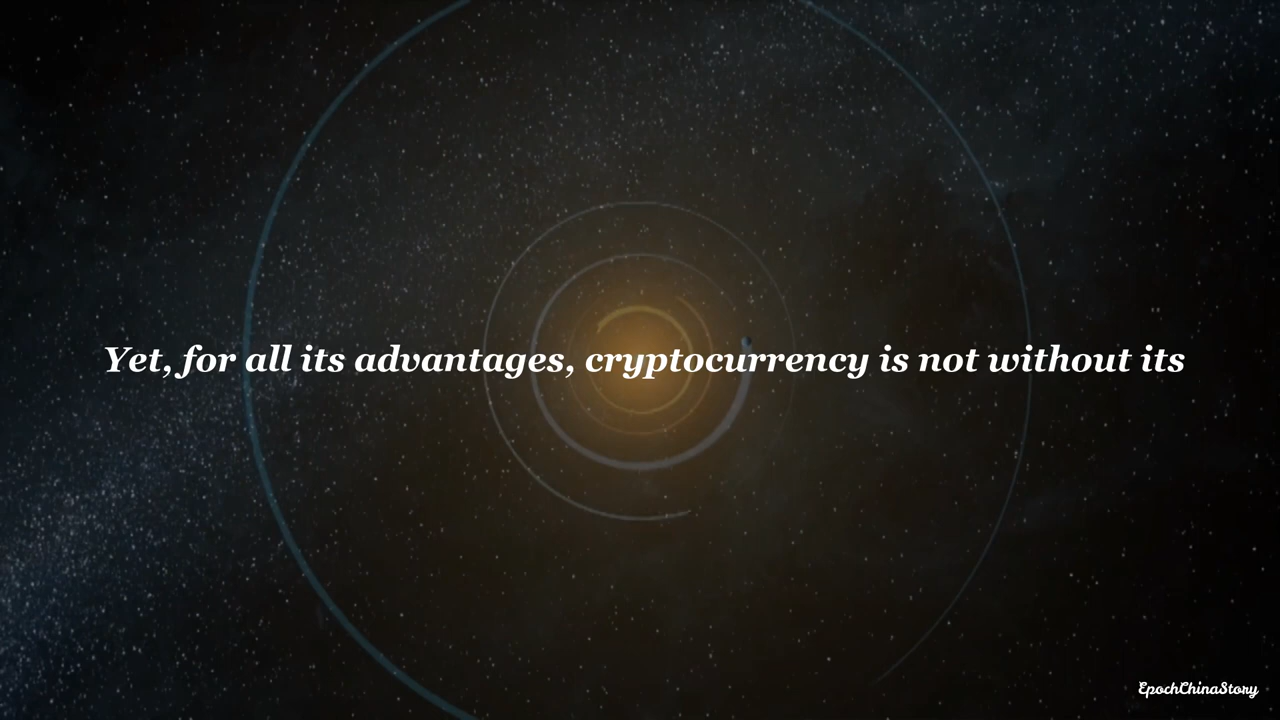 Yet, for all its advantages, cryptocurrency is not without its
EpochChinaStory